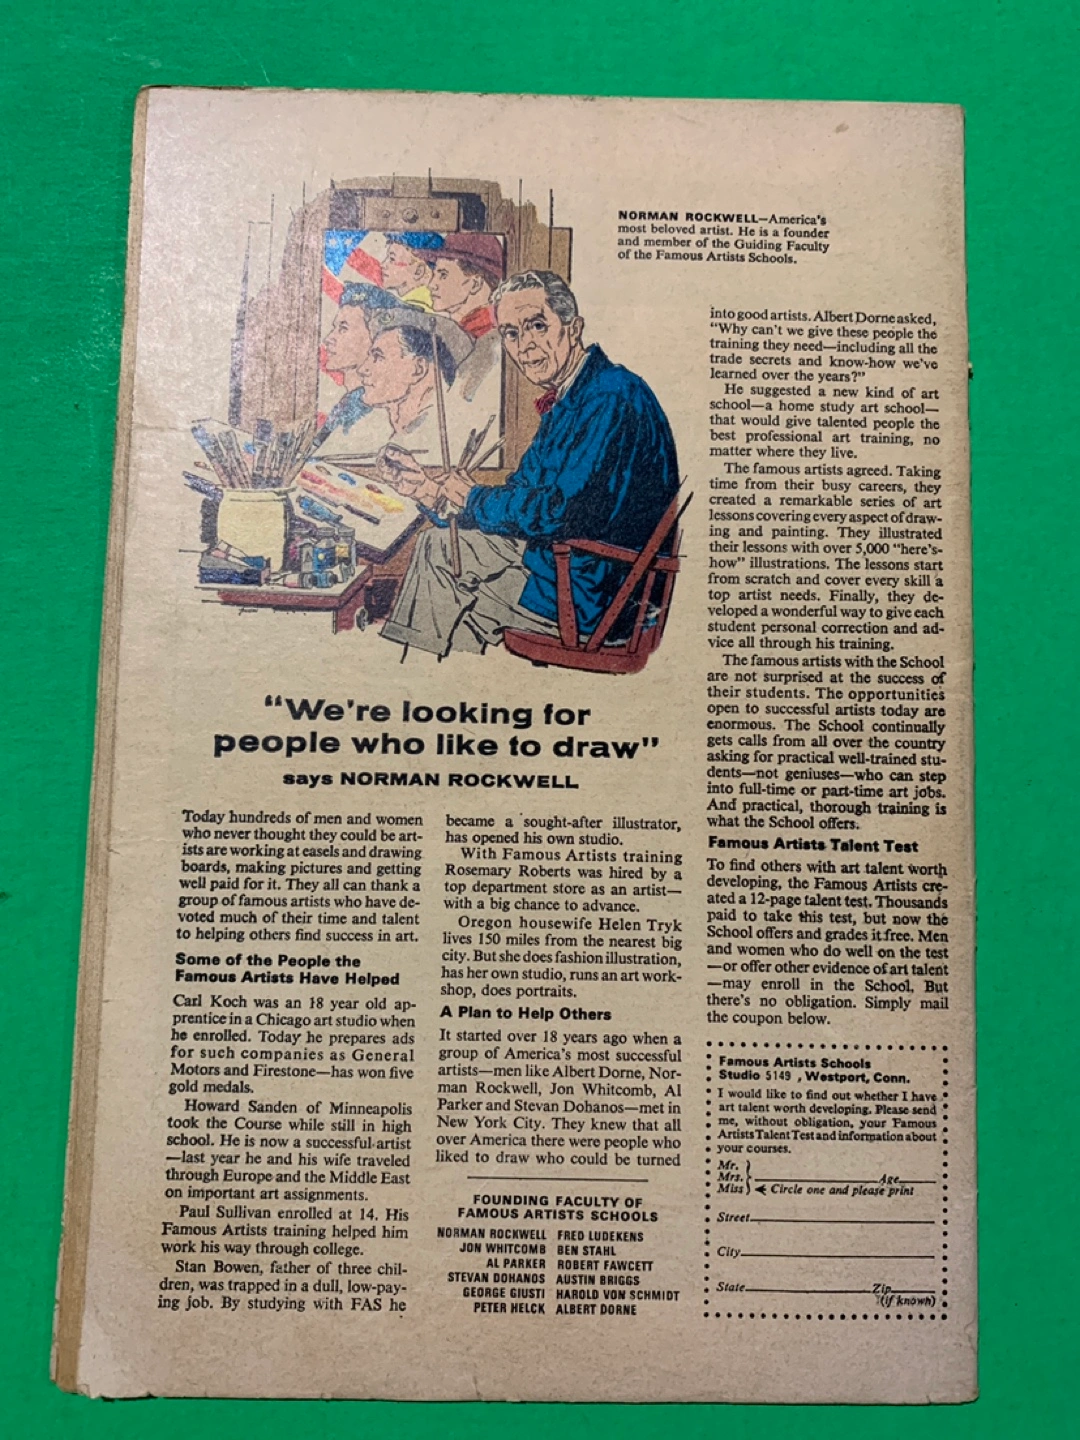 NORMAN ROCKWELL—America's
most beloved artist. He is a founder
and member of the Guiding Faculty
of the Famous Artists Schools.
"We're looking for
people who like to draw"
says NORMAN ROCKWELL
Today hundreds of men and women
who never thought they could be art-
ists are working at easels and drawing
boards, making pictures and getting
well paid for it. They all can thank a
group of famous artists who have de-
voted much of their time and talent
to helping others find success in art.
Some of the People the
Famous Artists Have Helped
Carl Koch was an 18 year old ap-
prentice in a Chicago art studio when
he enrolled. Today he prepares ads
for such companies as General
Motors and Firestone—has won five
gold medals.
Howard Sanden of Minneapolis
took the Course while still in high
school. He is now a successful artist
—last year he and his wife traveled
through Europe and the Middle East
on important art assignments.
Paul Sullivan enrolled at 14. His
Famous Artists training helped him
work his way through college.
Stan Bowen, father of three chil-
dren, was trapped in a dull, low-pay-
ing job. By studying with FAS he
became a sought-after illustrator,
has opened his own studio.
With Famous Artists training
Rosemary Roberts was hired by a
top department store as an artist—
with a big chance to advance.
Oregon housewife Helen Tryk
lives 150 miles from the nearest big
city. But she does fashion illustration,
has her own studio, runs an art work-
shop, does portraits.
A Plan to Help Others
It started over 18 years ago when a
group of America's most successful
artists—men like Albert Dorne, Nor-
man Rockwell, Jon Whitcomb, Al
Parker and Stevan Dohanos—met in
New York City. They knew that all
over America there were people who
liked to draw who could be turned
FOUNDING FACULTY OF
FAMOUS ARTISTS SCHOOLS
NORMAN ROCKWELL FRED LUDEKENS
JON WHITCOMB BEN STAHL
AL PARKER ROBERT FAWCETT
STEVAN DOHANOS AUSTIN BRIGGS
GEORGE GIUSTI HAROLD VON SCHMIDT
PETER HELCK ALBERT DORNE
into good artists. Albert Dorne asked,
"Why can't we give these people the
training they need—including all the
trade secrets and know-how we've
learned over the years?"
He suggested a new kind of art
school—a home study art school—
that would give talented people the
best professional art training, no
matter where they live.
The famous artists agreed. Taking
time from their busy careers, they
created a remarkable series of art
lessons covering every aspect of draw-
ing and painting. They illustrated
their lessons with over 5,000 "here's-
how" illustrations. The lessons start
from scratch and cover every skill a
top artist needs. Finally, they de-
veloped a wonderful way to give each
student personal correction and ad-
vice all through his training.
The famous artists with the School
are not surprised at the success of
their students. The opportunities
open to successful artists today are
enormous. The School continually
gets calls from all over the country
asking for practical well-trained stu-
dents—not geniuses—who can step
into full-time or part-time art jobs.
And practical, thorough training is
what the School offers.
Famous Artists Talent Test
To find others with art talent worth
developing, the Famous Artists cre-
ated a 12-page talent test. Thousands
paid to take this test, but now the
School offers and grades it free. Men
and women who do well on the test
—or offer other evidence of art talent
—may enroll in the School. But
there's no obligation. Simply mail
the coupon below.
Famous Artists Schools
Studio 5149 , Westport, Conn.
I would like to find out whether I have
art talent worth developing. Please send
me, without obligation, your Famous
Artists Talent Test and information about
your courses.
Mr.
Mrs. Age
Miss Circle one and please print
Street
City
State Zip
(if known)